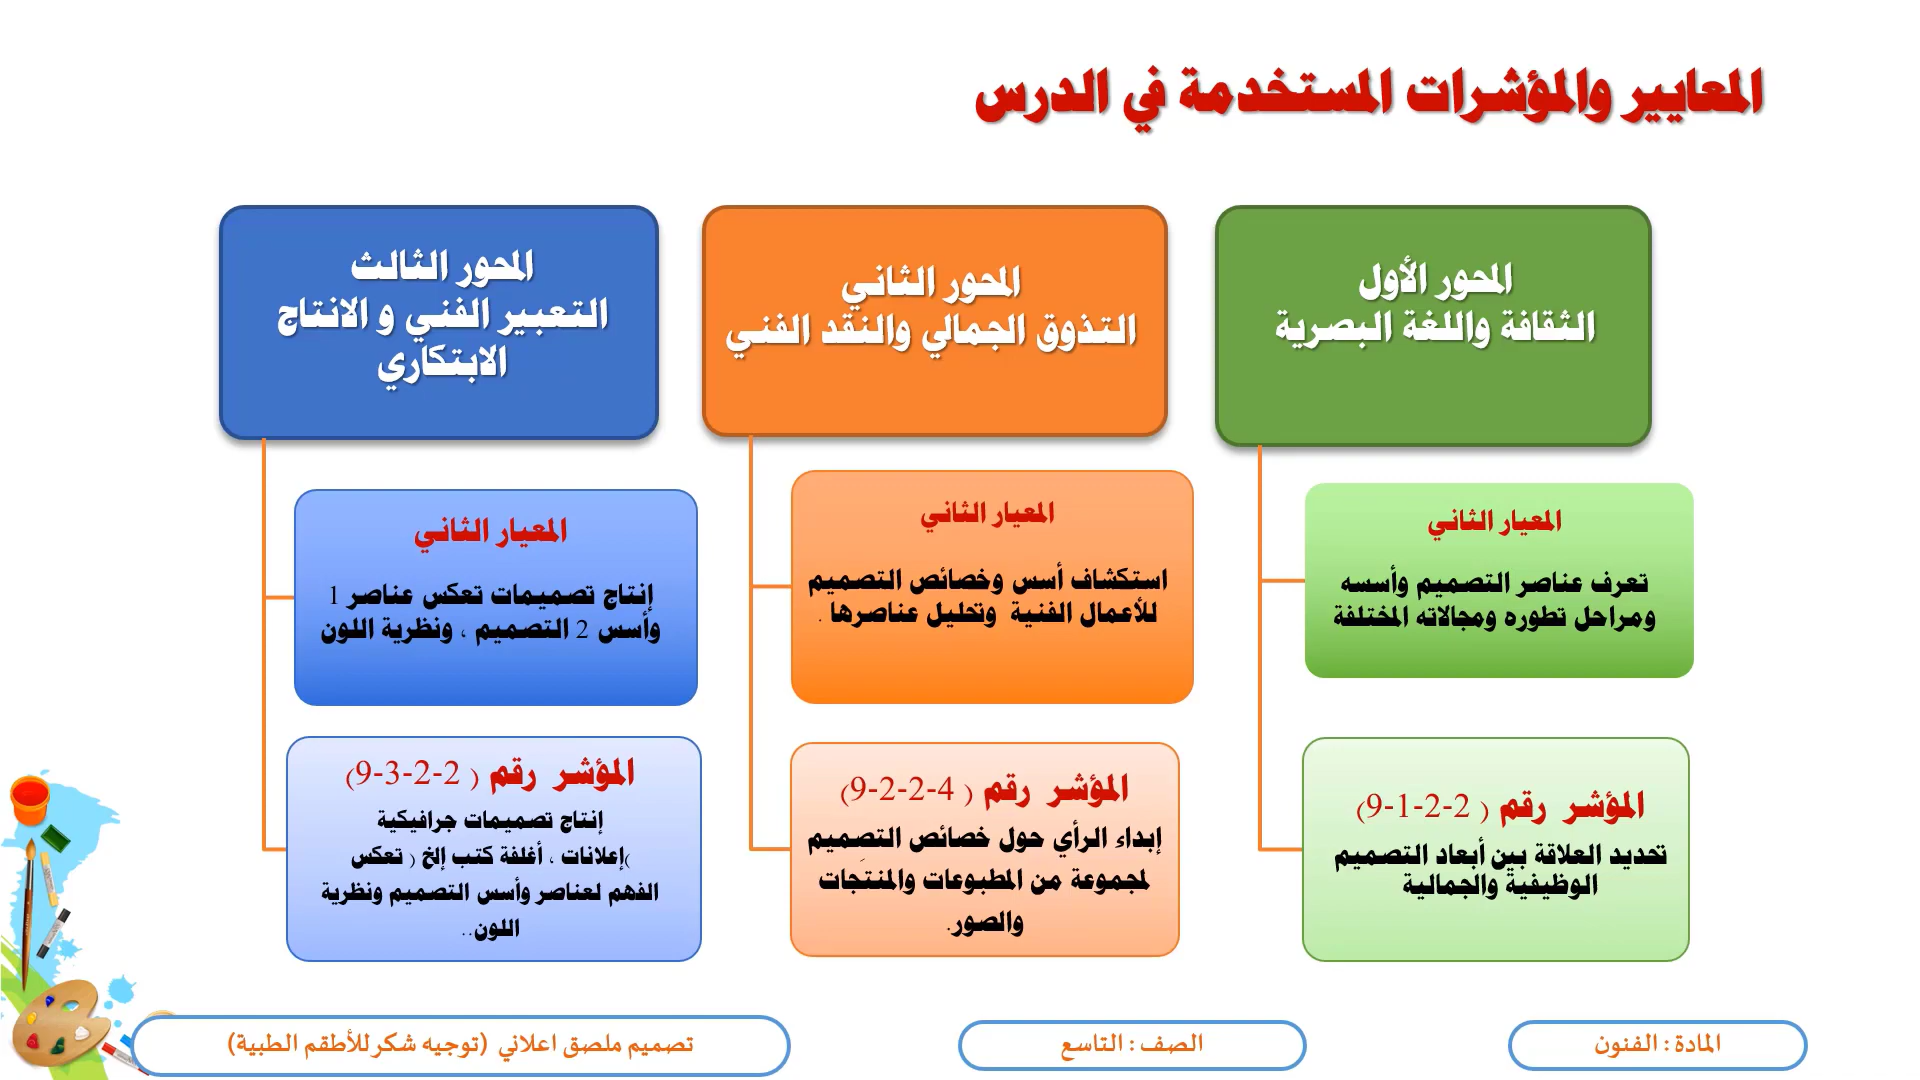 المعايير والمؤشرات المستخدمة في الدرس
المحور الأول
الثقافة واللغة البصرية
المعيار الثاني
تعرف عناصر التصميم وأسسه
ومراحل تطوره ومجالاته المختلفة
المؤشر رقم ( 2-2-1-9)
تحديد العلاقة بين أبعاد التصميم
الوظيفية والجمالية
المحور الثاني
التذوق الجمالي والنقد الفني
المعيار الثاني
استكشاف أسس وخصائص التصميم
للأعمال الفنية وتحليل عناصرها .
المؤشر رقم ( 4-2-2-9)
إبداء الرأي حول خصائص التصميم
لمجموعة من المطبوعات والمنتَجات
والصور.
المحور الثالث
التعبير الفني و الانتاج
الابتكاري
المعيار الثاني
إنتاج تصميمات تعكس عناصر 1
وأسس 2 التصميم ، ونظرية اللون
المؤشر رقم ( 2-2-3-9)
إنتاج تصميمات جرافيكية
)إعلانات ، أغلفة كتب إلخ ( تعكس
الفهم لعناصر وأسس التصميم ونظرية
اللون..
المادة : الفنون
الصف : التاسع
تصميم ملصق اعلاني (توجيه شكر للأطقم الطبية)